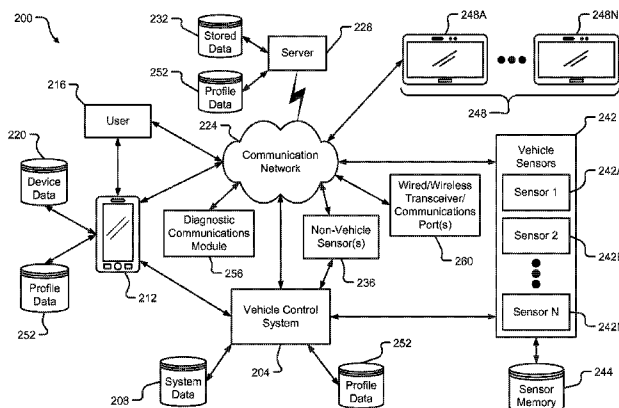 200
232
Stored Data
252
Profile Data
Server
228
248A
248N
248
216
User
224
Communication Network
220
Device Data
212
Profile Data
252
Diagnostic Communications Module
256
Non-Vehicle Sensor(s)
236
Wired/Wireless Transceiver/ Communications Port(s)
260
242
Vehicle Sensors
242A
Sensor 1
Sensor 2
242B
Sensor N
242N
Vehicle Control System
204
208
System Data
252
Profile Data
244
Sensor Memory